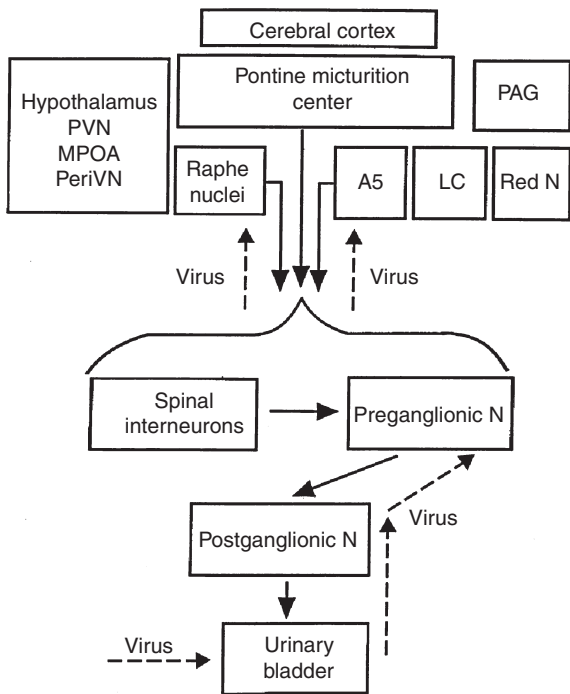 Cerebral cortex
Hypothalamus
PVN
MPOA
PeriVN
Pontine micturition
center
PAG
Raphe
nuclei
A5
LC
Red N
Virus
Virus
Spinal
interneurons
Preganglionic N
Postganglionic N
Virus
Virus
Urinary
bladder